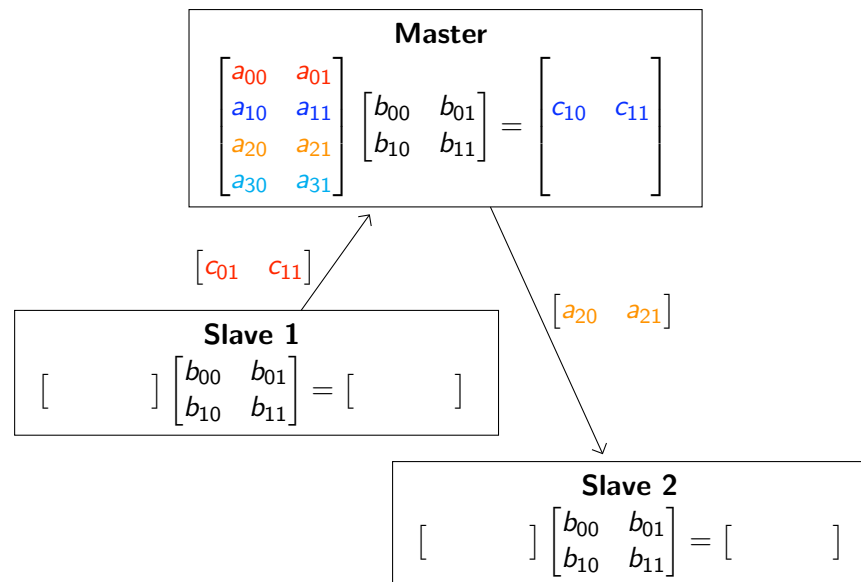 Master
[a00 a01
a10 a11
a20 a21
a30 a31] [b00 b01
b10 b11] = [c10 c11]
[c01 c11]
[a20 a21]
Slave 1
[ ] [b00 b01
b10 b11] = [ ]
Slave 2
[ ] [b00 b01
b10 b11] = [ ]